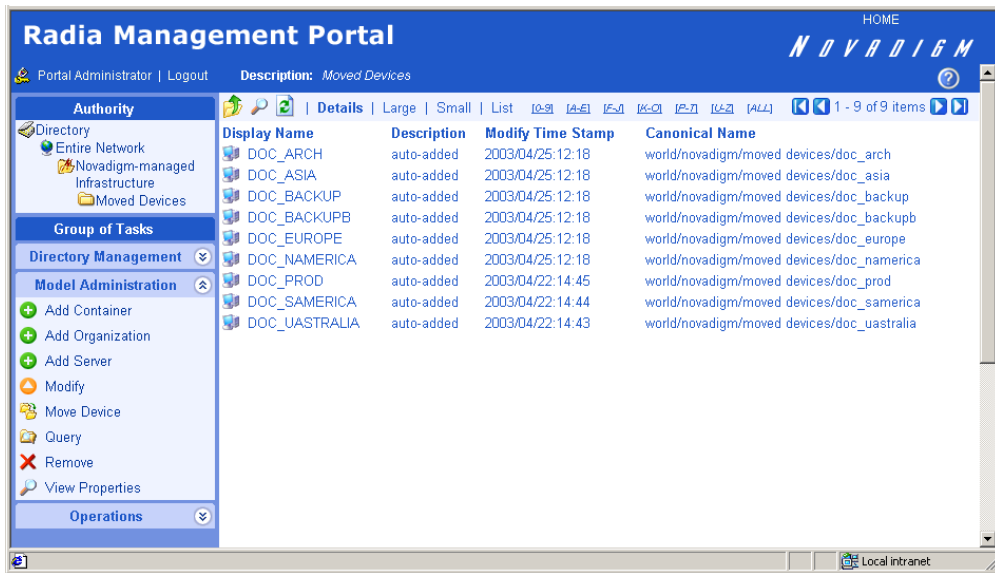 Radia Management Portal
HOME
NOVADIGM
Portal Administrator | Logout
Description: Moved Devices
Authority
Directory
Entire Network
Novadigm-managed
Infrastructure
Moved Devices
Group of Tasks
Directory Management
Model Administration
Add Container
Add Organization
Add Server
Modify
Move Device
Query
Remove
View Properties
Operations
| Details | Large | Small | List [0-9] [A-E] [F-J] [K-O] [P-T] [U-Z] [ALL] 1 - 9 of 9 items
Display Name Description Modify Time Stamp Canonical Name
DOC_ARCH auto-added 2003/04/25:12:18 world/novadigm/moved devices/doc_arch
DOC_ASIA auto-added 2003/04/25:12:18 world/novadigm/moved devices/doc_asia
DOC_BACKUP auto-added 2003/04/25:12:18 world/novadigm/moved devices/doc_backup
DOC_BACKUPB auto-added 2003/04/25:12:18 world/novadigm/moved devices/doc_backupb
DOC_EUROPE auto-added 2003/04/25:12:18 world/novadigm/moved devices/doc_europe
DOC_NAMERICA auto-added 2003/04/25:12:18 world/novadigm/moved devices/doc_namerica
DOC_PROD auto-added 2003/04/22:14:45 world/novadigm/moved devices/doc_prod
DOC_SAMERICA auto-added 2003/04/22:14:44 world/novadigm/moved devices/doc_samerica
DOC_UASTRALIA auto-added 2003/04/22:14:43 world/novadigm/moved devices/doc_uastralia
Local intranet